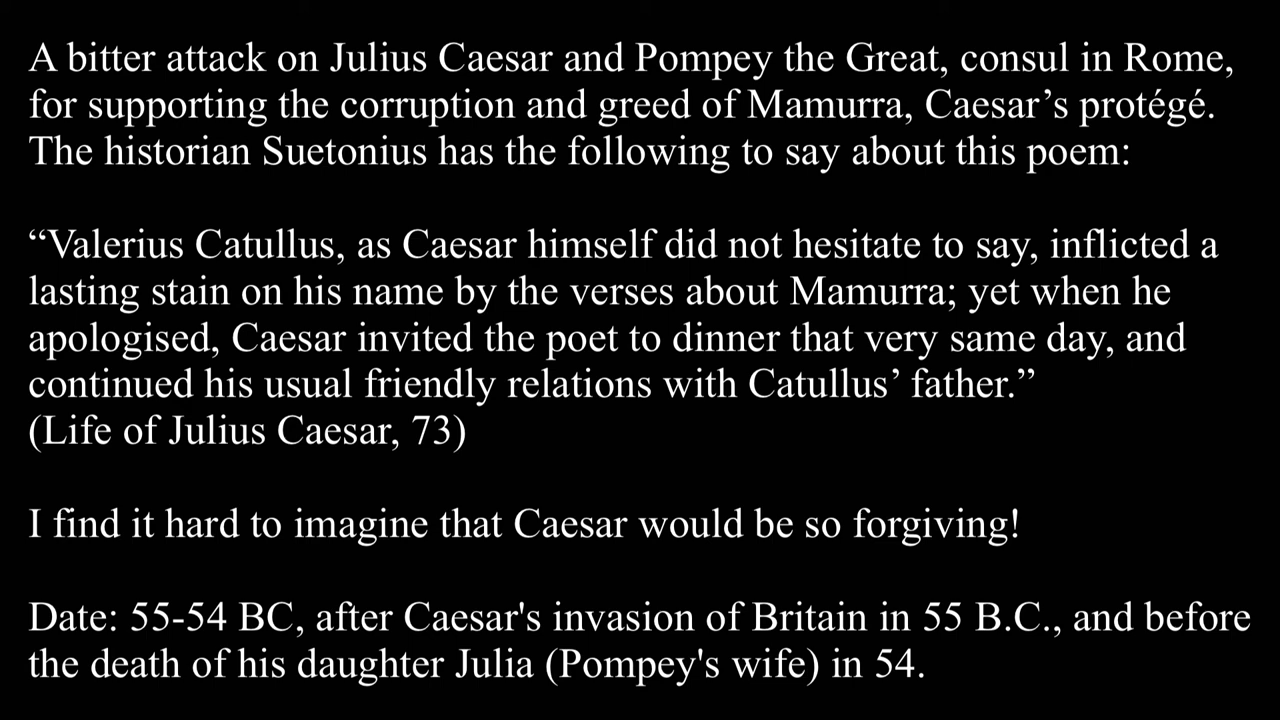 A bitter attack on Julius Caesar and Pompey the Great, consul in Rome,
for supporting the corruption and greed of Mamurra, Caesar’s protégé.
The historian Suetonius has the following to say about this poem:
“Valerius Catullus, as Caesar himself did not hesitate to say, inflicted a
lasting stain on his name by the verses about Mamurra; yet when he
apologised, Caesar invited the poet to dinner that very same day, and
continued his usual friendly relations with Catullus’ father.”
(Life of Julius Caesar, 73)
I find it hard to imagine that Caesar would be so forgiving!
Date: 55-54 BC, after Caesar's invasion of Britain in 55 B.C., and before
the death of his daughter Julia (Pompey's wife) in 54.